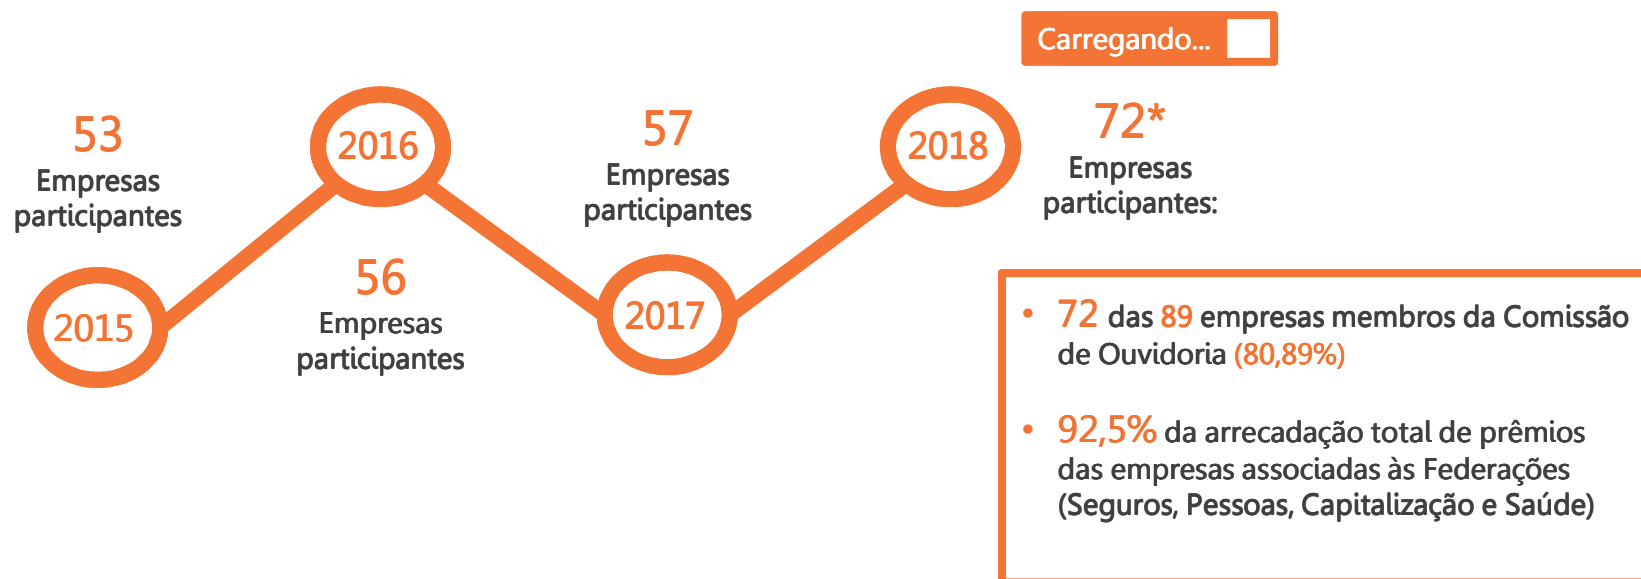 53
Empresas
participantes
2015
2016
56
Empresas
participantes
57
Empresas
participantes
2017
2018
Carregando...
72*
Empresas
participantes:
• 72 das 89 empresas membros da Comissão
de Ouvidoria (80,89%)
• 92,5% da arrecadação total de prêmios
das empresas associadas às Federações
(Seguros, Pessoas, Capitalização e Saúde)